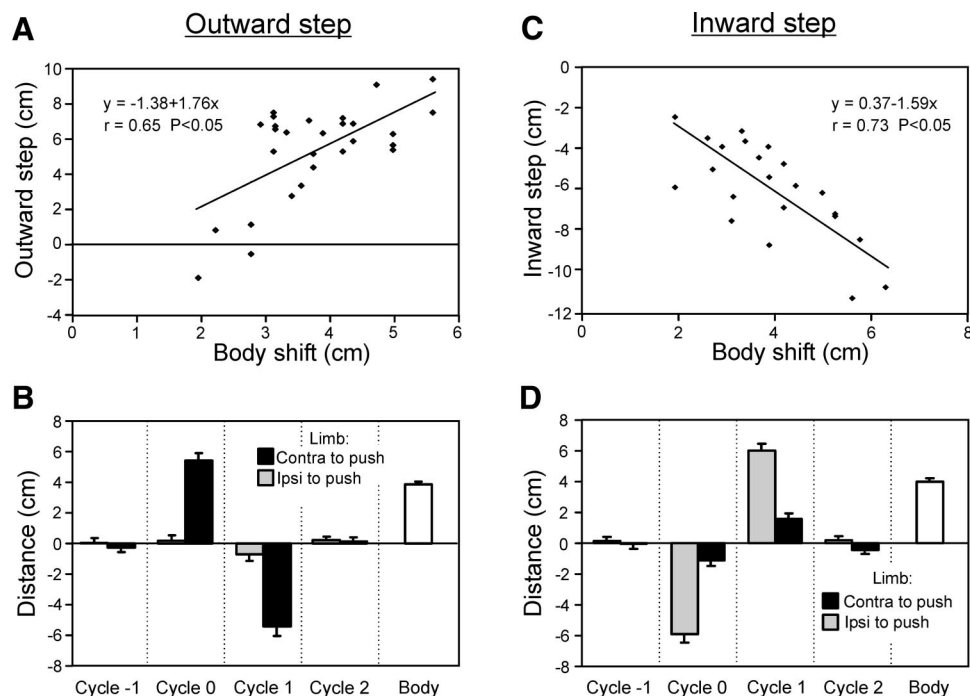 A
Outward step
Outward step (cm)
10
8
6
4
2
0
-2
-4
y = -1.38+1.76x
r = 0.65 P<0.05
0 1 2 3 4 5 6
Body shift (cm)
C
Inward step
Inward step (cm)
0
-2
-4
-6
-8
-10
-12
y = 0.37-1.59x
r = 0.73 P<0.05
0 2 4 6 8
Body shift (cm)
B
Distance (cm)
8
6
4
2
0
-2
-4
-6
-8
Limb:
Contra to push
Ipsi to push
Cycle -1 Cycle 0 Cycle 1 Cycle 2 Body
D
Distance (cm)
8
6
4
2
0
-2
-4
-6
-8
Limb:
Contra to push
Ipsi to push
Cycle -1 Cycle 0 Cycle 1 Cycle 2 Body